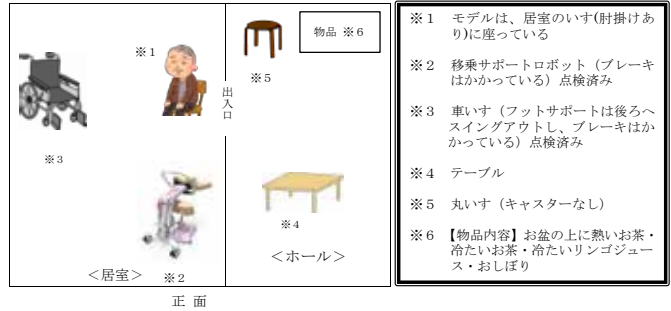 ※1
物品 ※6
※5
出入口
※3
※4
<居室>
※2
<ホール>
正 面
※1 モデルは、居室のいす(肘掛けあ
り)に座っている
※2 移乗サポートロボット（ブレーキ
はかかっている）点検済み
※3 車いす（フットサポートは後ろへ
スイングアウトし、ブレーキはか
かっている）点検済み
※4 テーブル
※5 丸いす（キャスターなし）
※6 【物品内容】お盆の上に熱いお茶・
冷たいお茶・冷たいリンゴジュー
ス・おしぼり